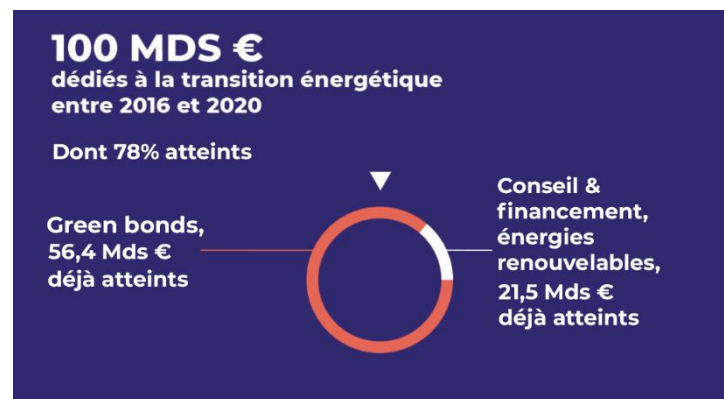 100 MDS €
dédiés à la transition énergétique
entre 2016 et 2020
Dont 78% atteints
Green bonds,
56,4 Mds €
déjà atteints
Conseil &
financement,
énergies
renouvelables,
21,5 Mds €
déjà atteints